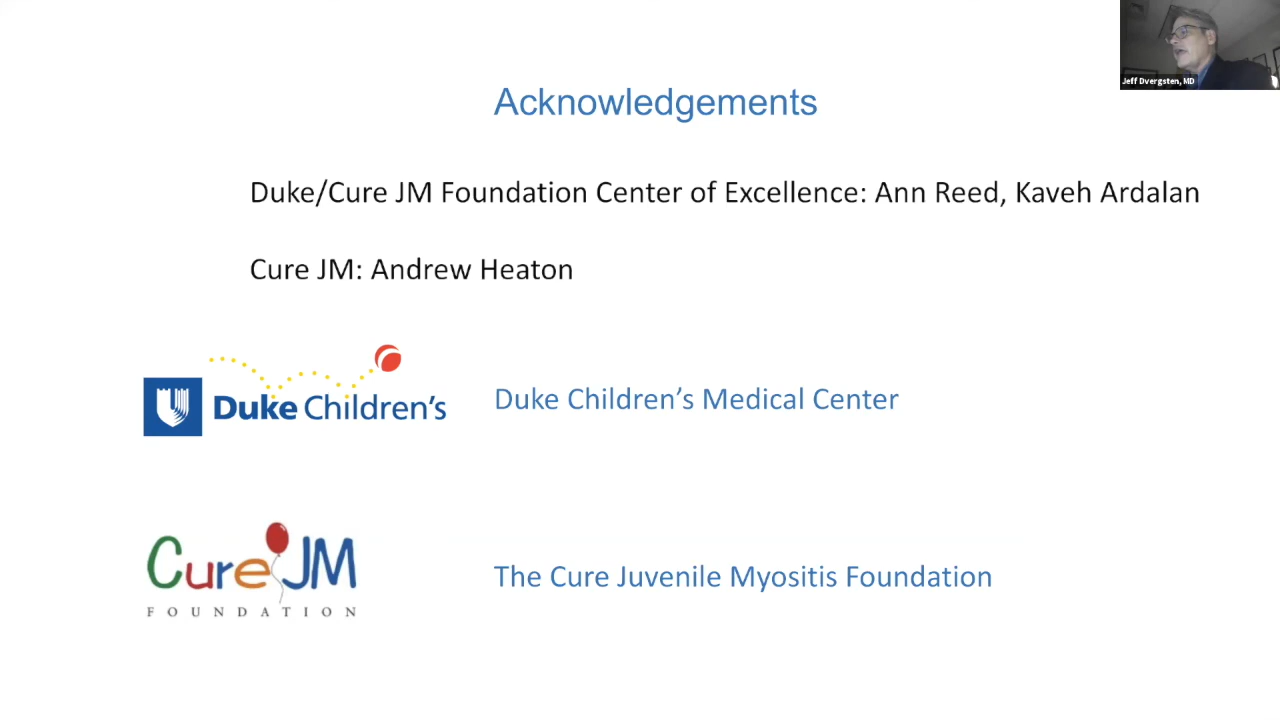 Jeff Dvergsten, MD
Acknowledgements
Duke/Cure JM Foundation Center of Excellence: Ann Reed, Kaveh Ardalan
Cure JM: Andrew Heaton
Duke Children's
Duke Children’s Medical Center
Cure JM
FOUNDATION
The Cure Juvenile Myositis Foundation